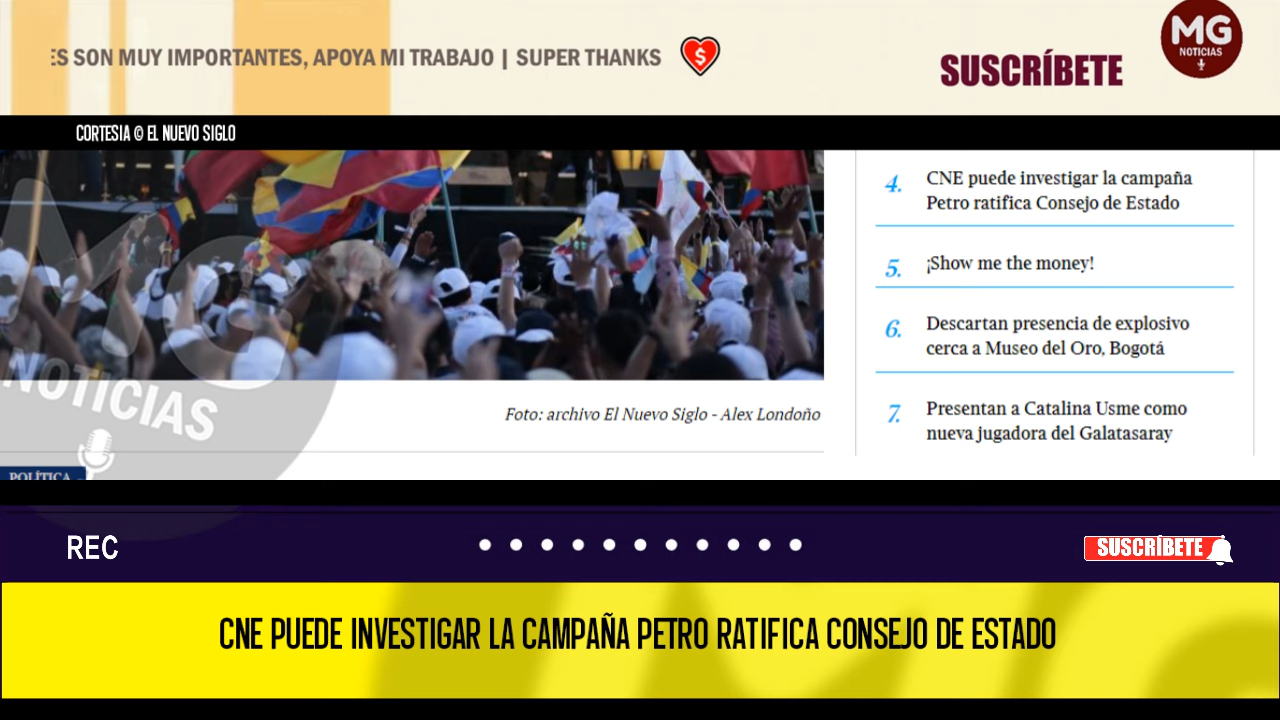 ES SON MUY IMPORTANTES, APOYA MI TRABAJO | SUPER THANKS
SUSCRÍBETE
MG
NOTICIAS
CORTESIA © EL NUEVO SIGLO
4. CNE puede investigar la campaña
Petro ratifica Consejo de Estado
5. ¡Show me the money!
6. Descartan presencia de explosivo
cerca a Museo del Oro, Bogotá
7. Presentan a Catalina Usme como
nueva jugadora del Galatasaray
MG
NOTICIAS
Foto: archivo El Nuevo Siglo - Alex Londoño
POLÍTICA
REC
SUSCRÍBETE
CNE PUEDE INVESTIGAR LA CAMPAÑA PETRO RATIFICA CONSEJO DE ESTADO